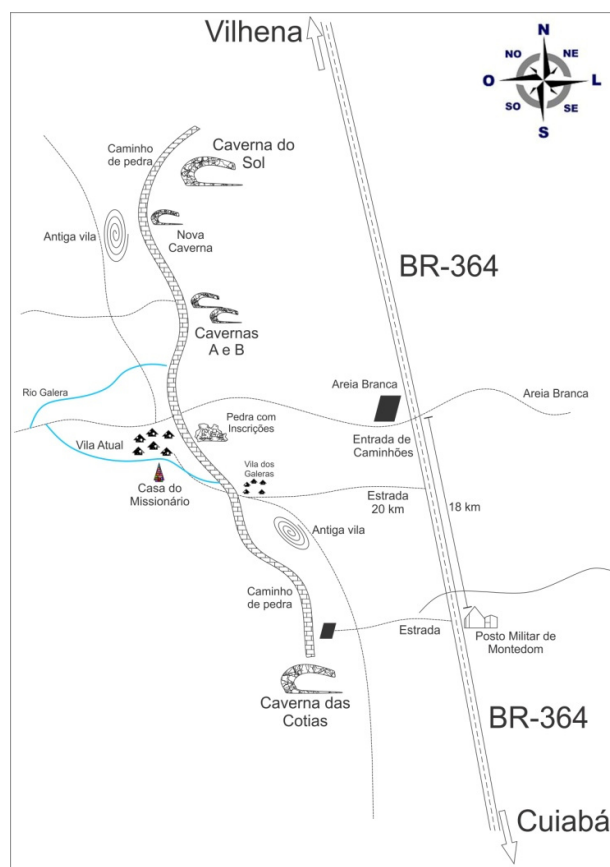 Vilhena
N
NO
NE
O
L
SO
SE
S
Caminho
de pedra
Caverna do
Sol
Antiga vila
Nova
Caverna
BR-364
Cavernas
A e B
Rio Galera
Areia Branca
Areia Branca
Pedra com
Inscrições
Entrada de
Caminhões
Vila Atual
Vila dos
Galeras
Casa do
Missionário
Estrada
20 km
18 km
Antiga vila
Caminho
de pedra
Estrada
Posto Militar de
Montedom
Caverna das
Cotias
BR-364
Cuiabá